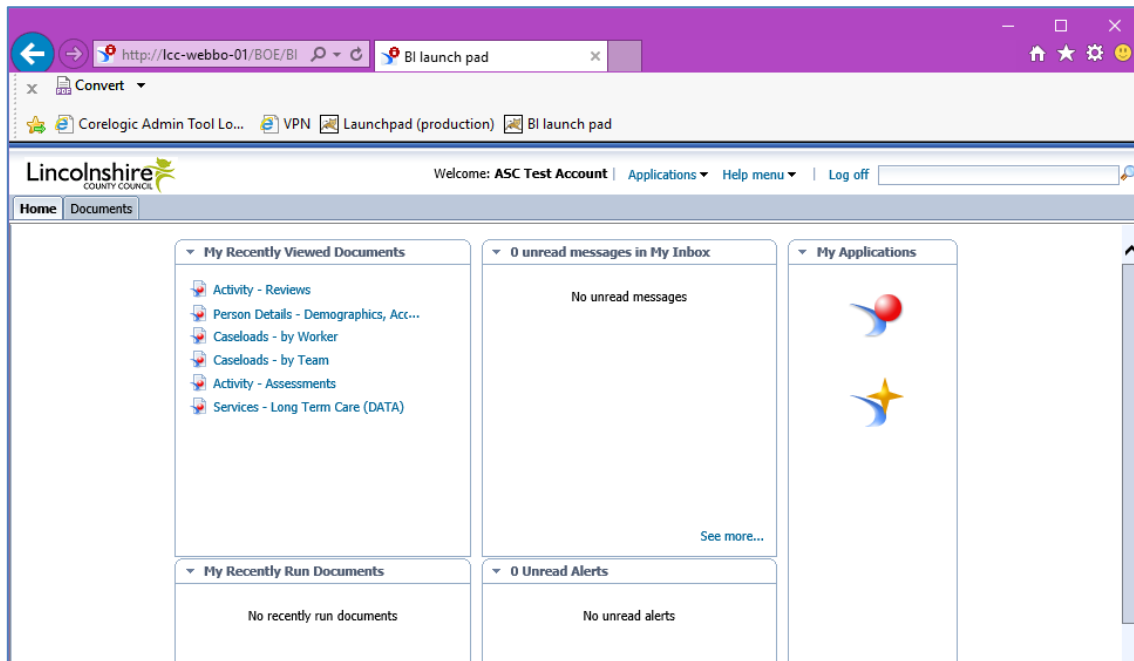 http://lcc-webbo-01/BOE/BI
BI launch pad
x Convert
Corelogic Admin Tool Lo... VPN Launchpad (production) BI launch pad
Lincolnshire
COUNTY COUNCIL
Welcome: ASC Test Account | Applications Help menu | Log off
Home Documents
My Recently Viewed Documents
Activity - Reviews
Person Details - Demographics, Acc...
Caseloads - by Worker
Caseloads - by Team
Activity - Assessments
Services - Long Term Care (DATA)
0 unread messages in My Inbox
No unread messages
See more...
My Applications
My Recently Run Documents
No recently run documents
0 Unread Alerts
No unread alerts